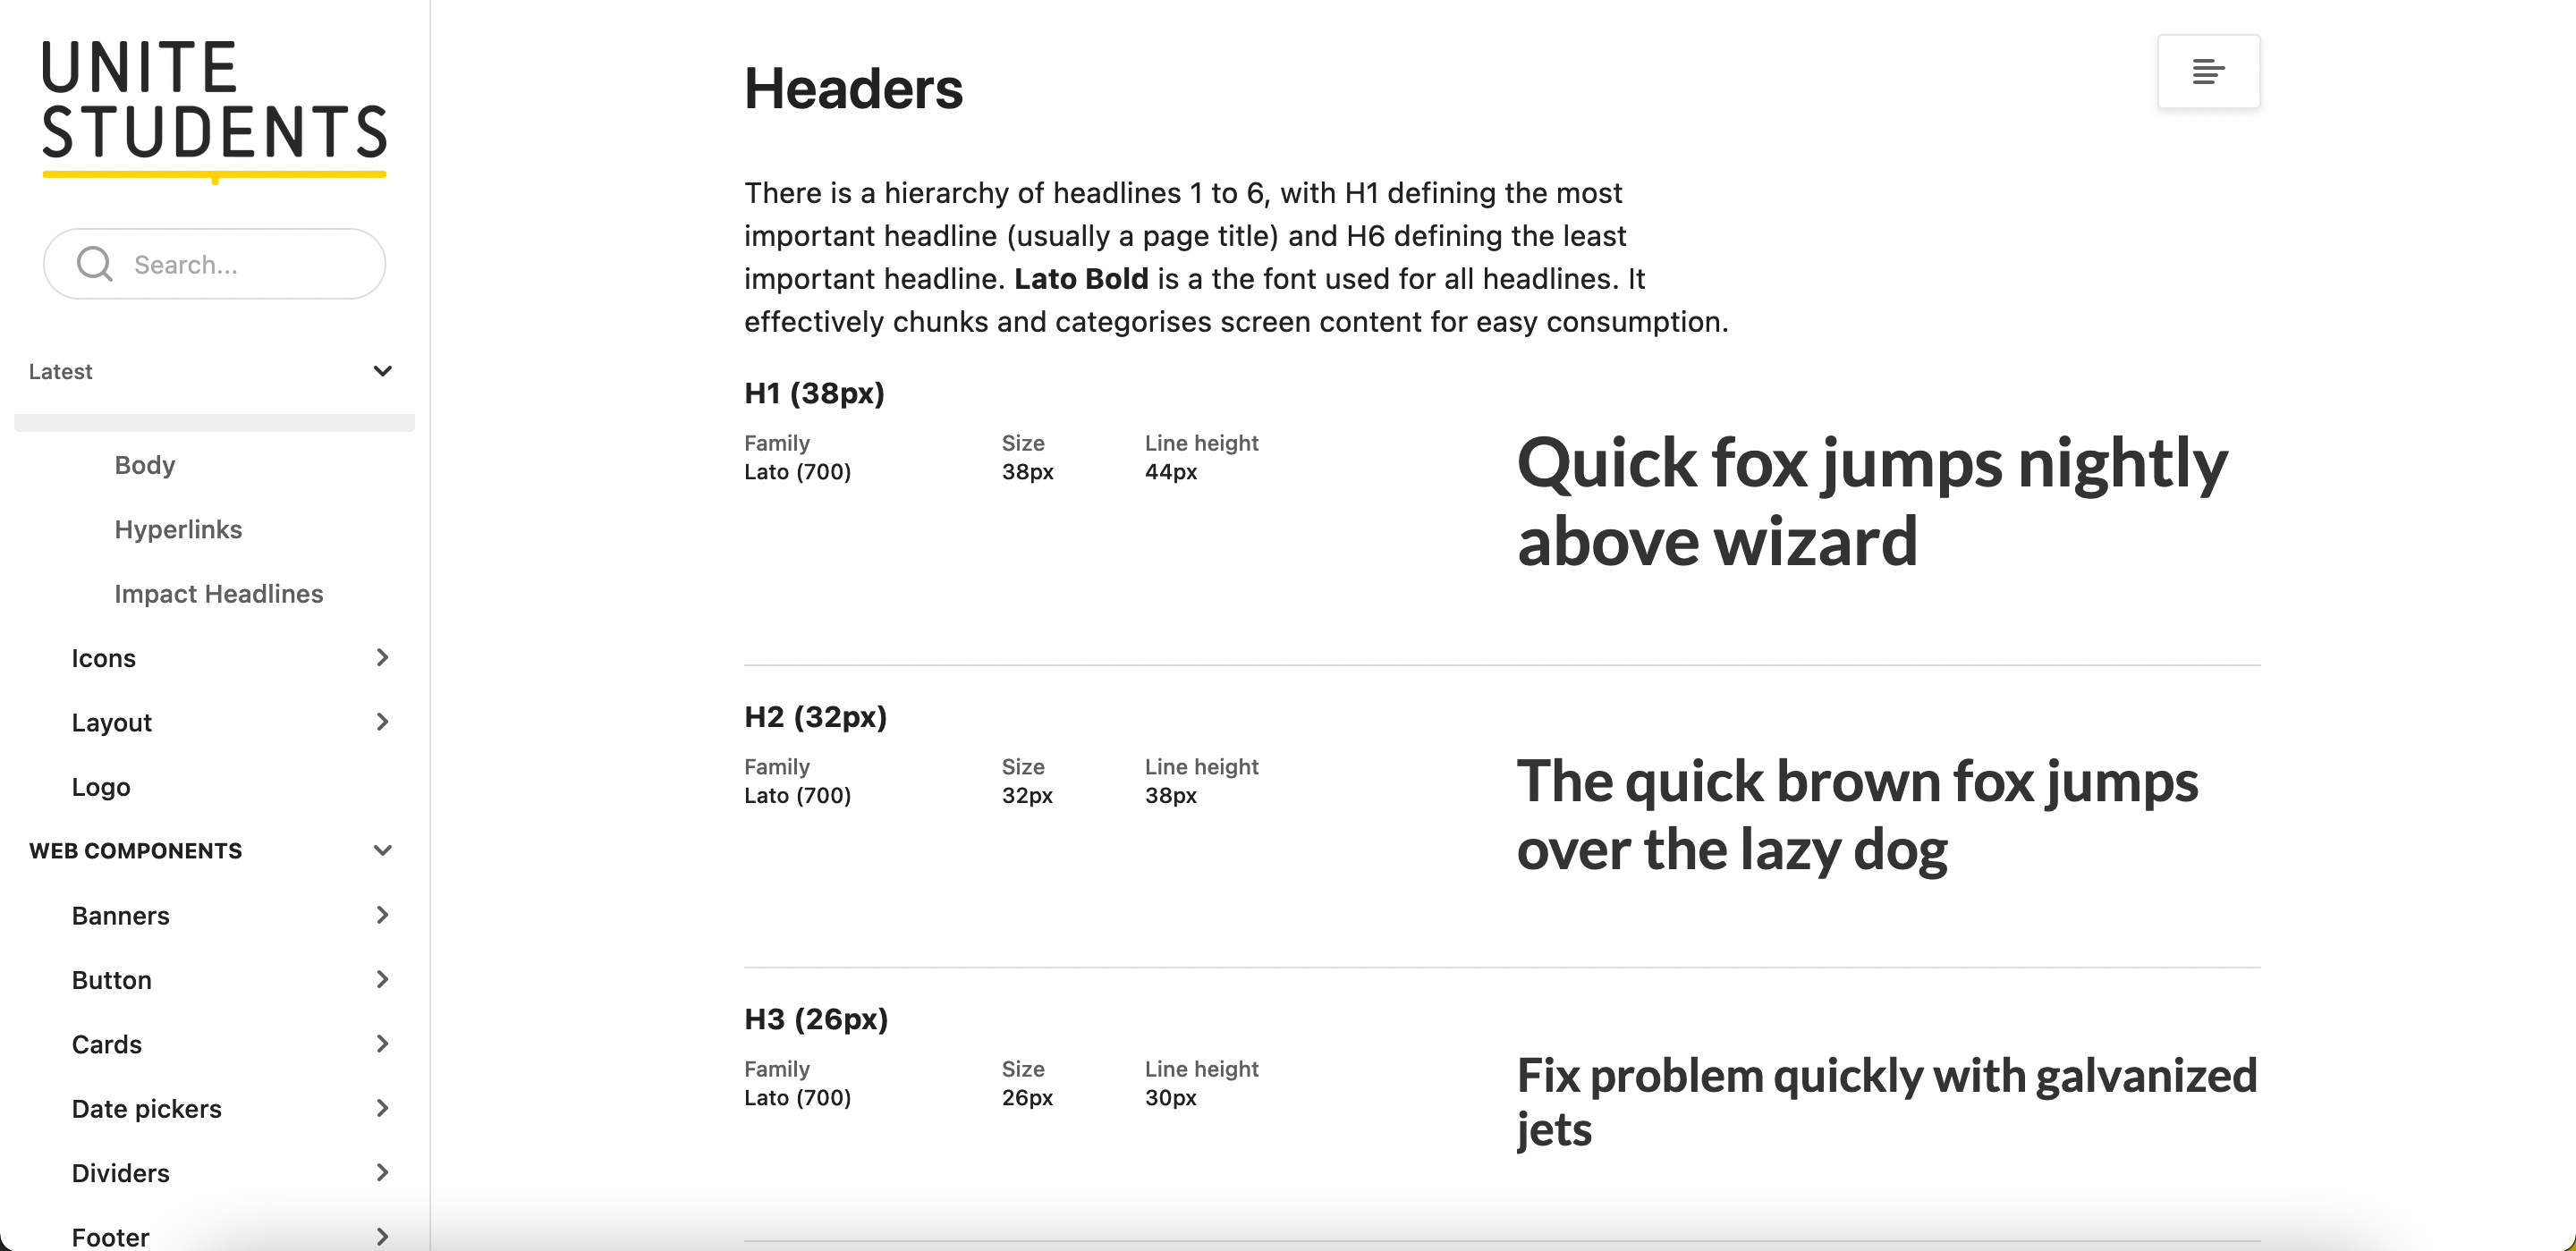 UNITE
STUDENTS
Search...
Latest
Body
Hyperlinks
Impact Headlines
Icons
Layout
Logo
WEB COMPONENTS
Banners
Button
Cards
Date pickers
Dividers
Footer
Headers
There is a hierarchy of headlines 1 to 6, with H1 defining the most
important headline (usually a page title) and H6 defining the least
important headline. Lato Bold is a the font used for all headlines. It
effectively chunks and categorises screen content for easy consumption.
H1 (38px)
Family Size Line height
Lato (700) 38px 44px
Quick fox jumps nightly
above wizard
H2 (32px)
Family Size Line height
Lato (700) 32px 38px
The quick brown fox jumps
over the lazy dog
H3 (26px)
Family Size Line height
Lato (700) 26px 30px
Fix problem quickly with galvanized
jets